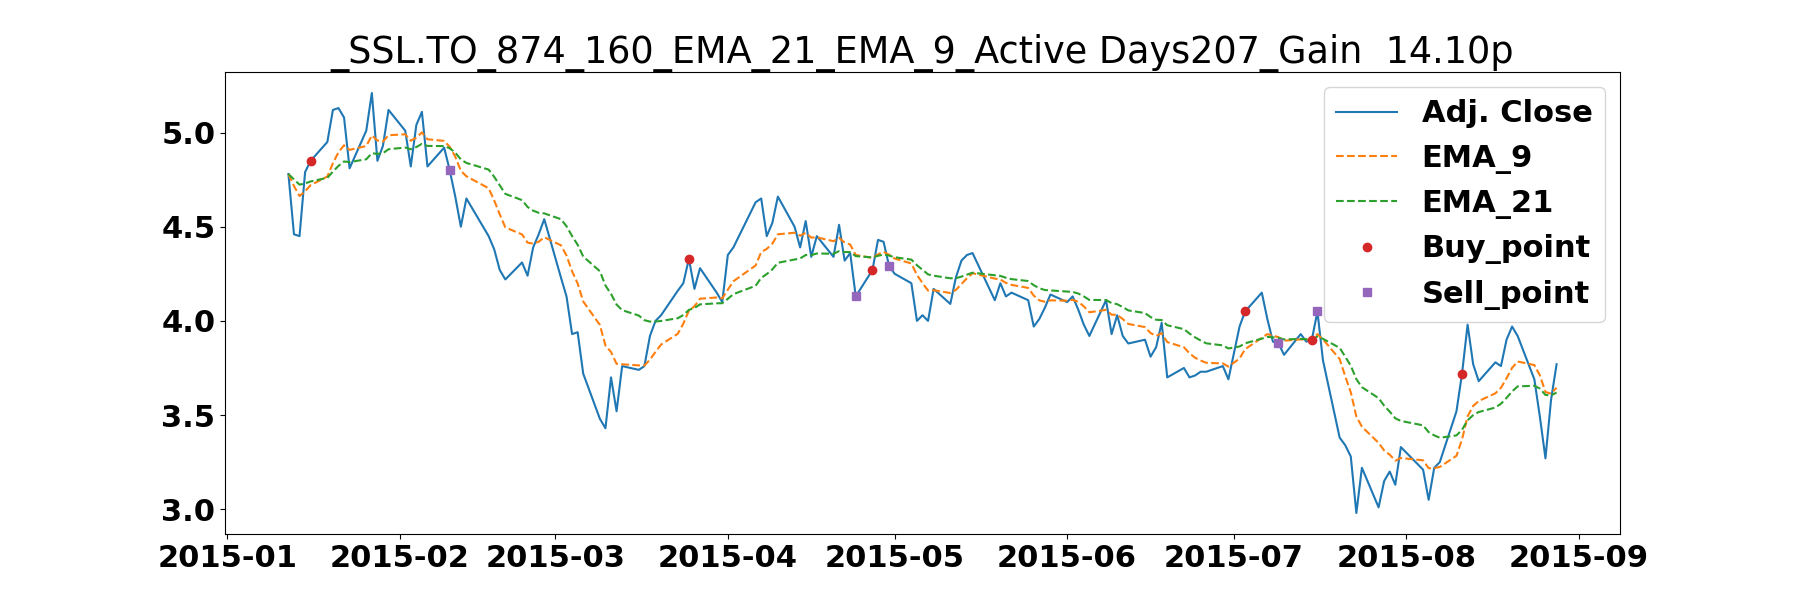 _SSL.TO_874_160_EMA_21_EMA_9_Active Days207_Gain  14.10p
Adj. Close
EMA_9
EMA_21
Buy_point
Sell_point
5.0
4.5
4.0
3.5
3.0
2015-01 2015-02 2015-03 2015-04 2015-05 2015-06 2015-07 2015-08 2015-09